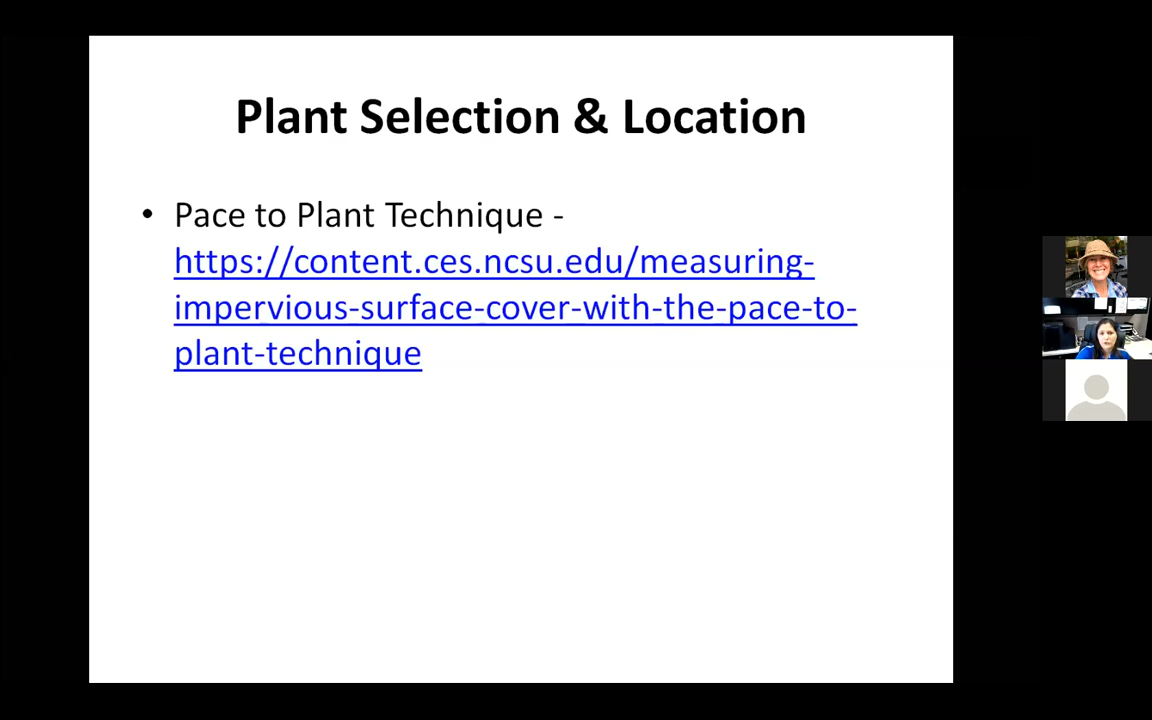 Plant Selection & Location
• Pace to Plant Technique -
https://content.ces.ncsu.edu/measuring-
impervious-surface-cover-with-the-pace-to-
plant-technique